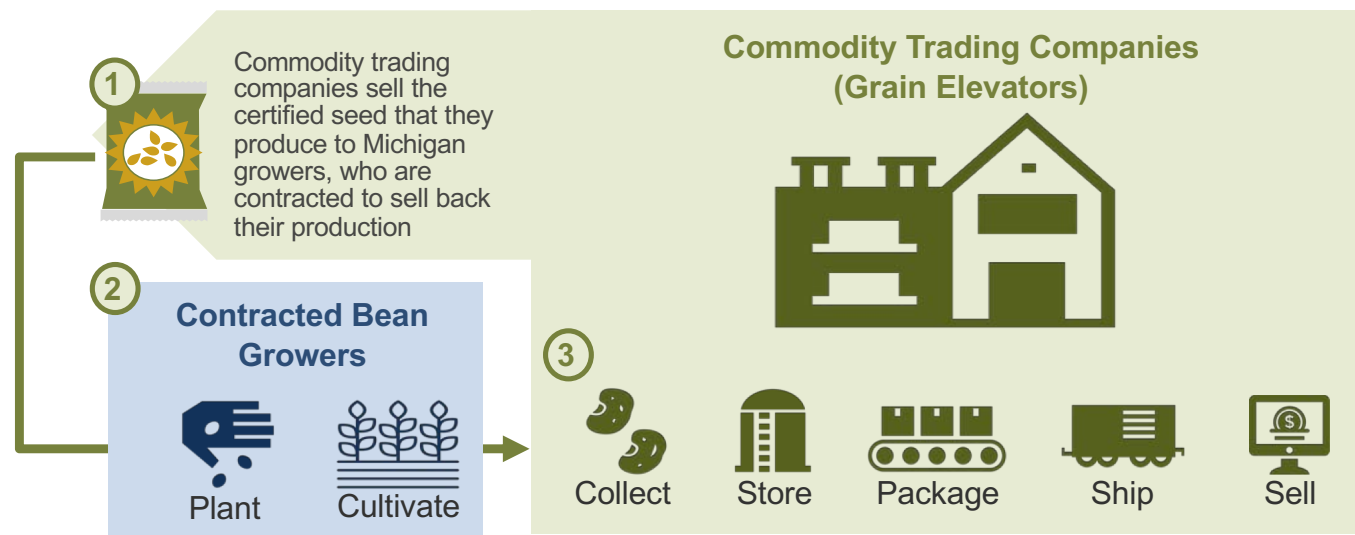 1
Commodity trading
companies sell the
certified seed that they
produce to Michigan
growers, who are
contracted to sell back
their production
Commodity Trading Companies
(Grain Elevators)
2
Contracted Bean
Growers
Plant
Cultivate
3
Collect
Store
Package
Ship
$
Sell